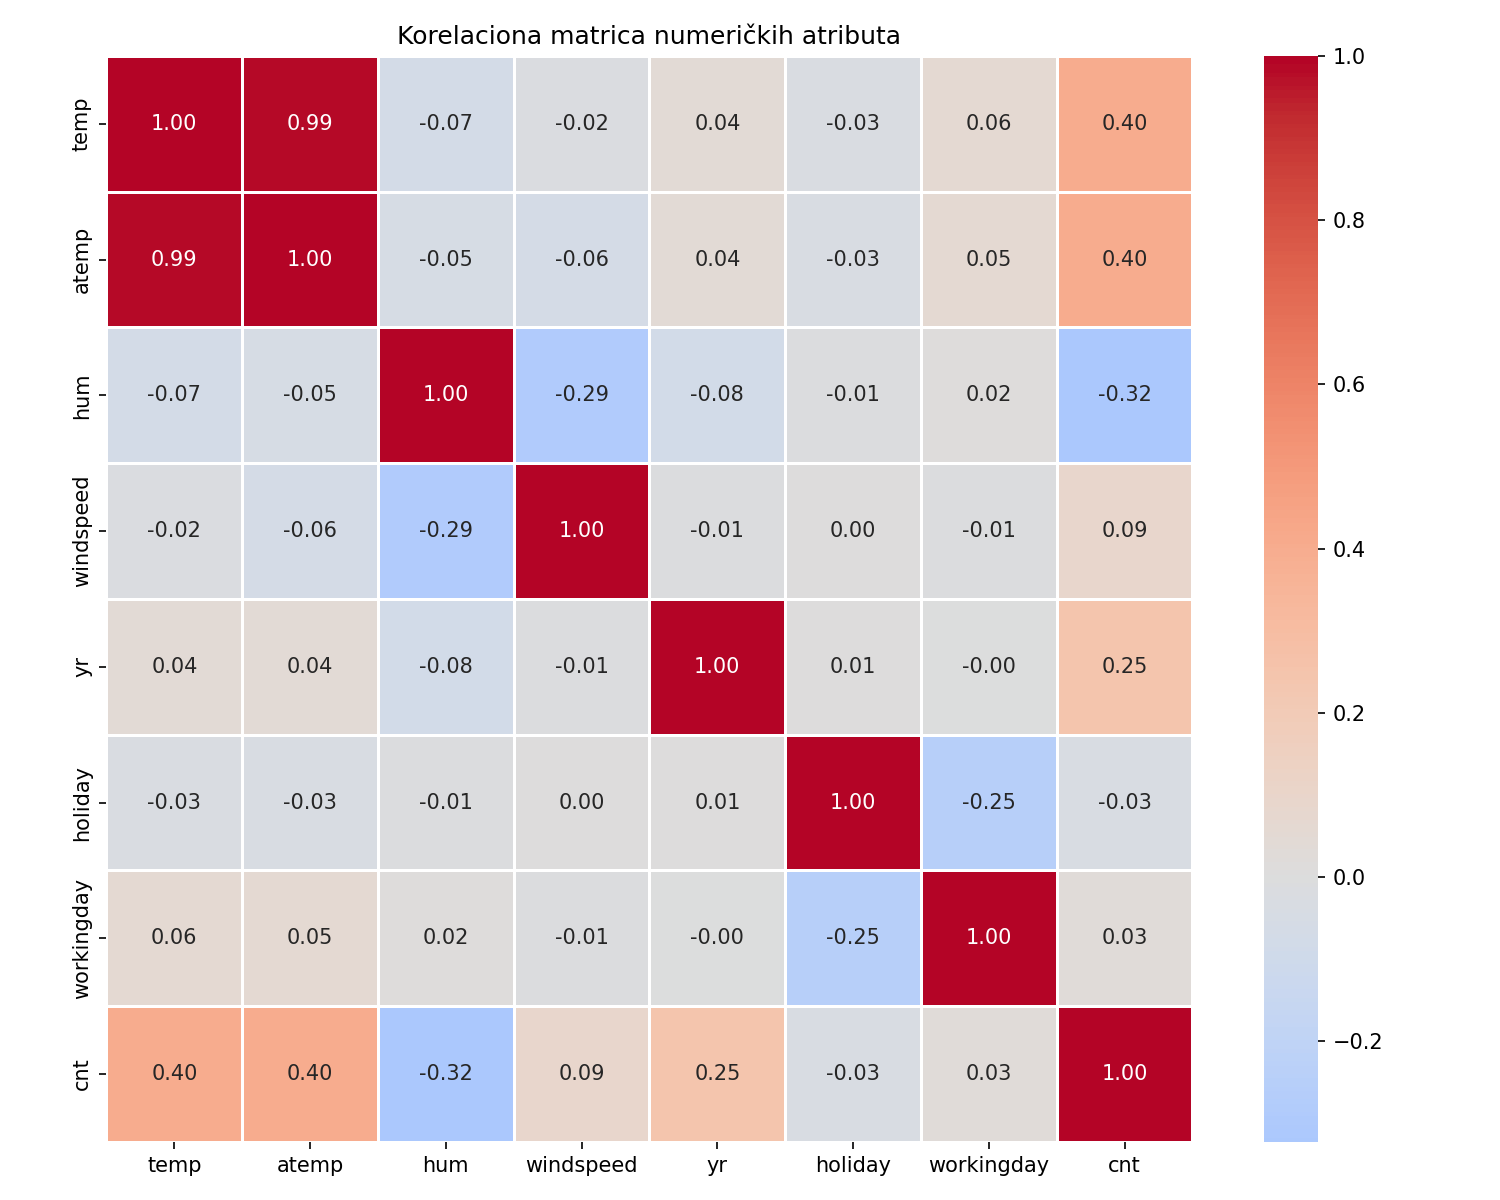 Korelaciona matrica numeričkih atributa
temp 1.00 0.99 -0.07 -0.02 0.04 -0.03 0.06 0.40
atemp 0.99 1.00 -0.05 -0.06 0.04 -0.03 0.05 0.40
hum -0.07 -0.05 1.00 -0.29 -0.08 -0.01 0.02 -0.32
windspeed -0.02 -0.06 -0.29 1.00 -0.01 0.00 -0.01 0.09
yr 0.04 0.04 -0.08 -0.01 1.00 0.01 -0.00 0.25
holiday -0.03 -0.03 -0.01 0.00 0.01 1.00 -0.25 -0.03
workingday 0.06 0.05 0.02 -0.01 -0.00 -0.25 1.00 0.03
cnt 0.40 0.40 -0.32 0.09 0.25 -0.03 0.03 1.00
temp atemp hum windspeed yr holiday workingday cnt
1.0
0.8
0.6
0.4
0.2
0.0
−0.2